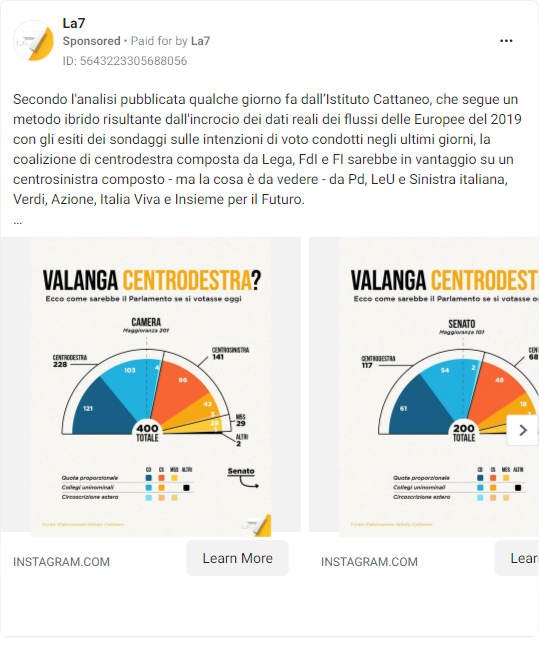 La7
Sponsored • Paid for by La7
ID: 5643223305688056
Secondo l'analisi pubblicata qualche giorno fa dall'Istituto Cattaneo, che segue un
metodo ibrido risultante dall'incrocio dei dati reali dei flussi delle Europee del 2019
con gli esiti dei sondaggi sulle intenzioni di voto condotti negli ultimi giorni, la
coalizione di centrodestra composta da Lega, FdI e FI sarebbe in vantaggio su un
centrosinistra composto - ma la cosa è da vedere - da Pd, LeU e Sinistra italiana,
Verdi, Azione, Italia Viva e Insieme per il Futuro.
...
VALANGA CENTRODESTRA?
Ecco come sarebbe il Parlamento se si votasse oggi
CAMERA
Maggioranza 201
CENTRODESTRA
228
CENTROSINISTRA
141
103
4
96
121
42
M5S
29
ALTRI
2
400
TOTALE
CD CS M5S ALTRI
Quota proporzionale
Collegi uninominali
Circoscrizione estero
Senato
Fonte: Elaborazione Istituto Cattaneo
INSTAGRAM.COM
Learn More
VALANGA CENTRODEST
Ecco come sarebbe il Parlamento se si votasse o
SENATO
Maggioranza 101
CENTRODESTRA
117
CEN
68
54
2
48
61
18
200
TOTALE
CD CS M5S ALTRI
Quota proporzionale
Collegi uninominali
Circoscrizione estero
Fonte: Elaborazione Istituto Cattaneo
INSTAGRAM.COM
Lear